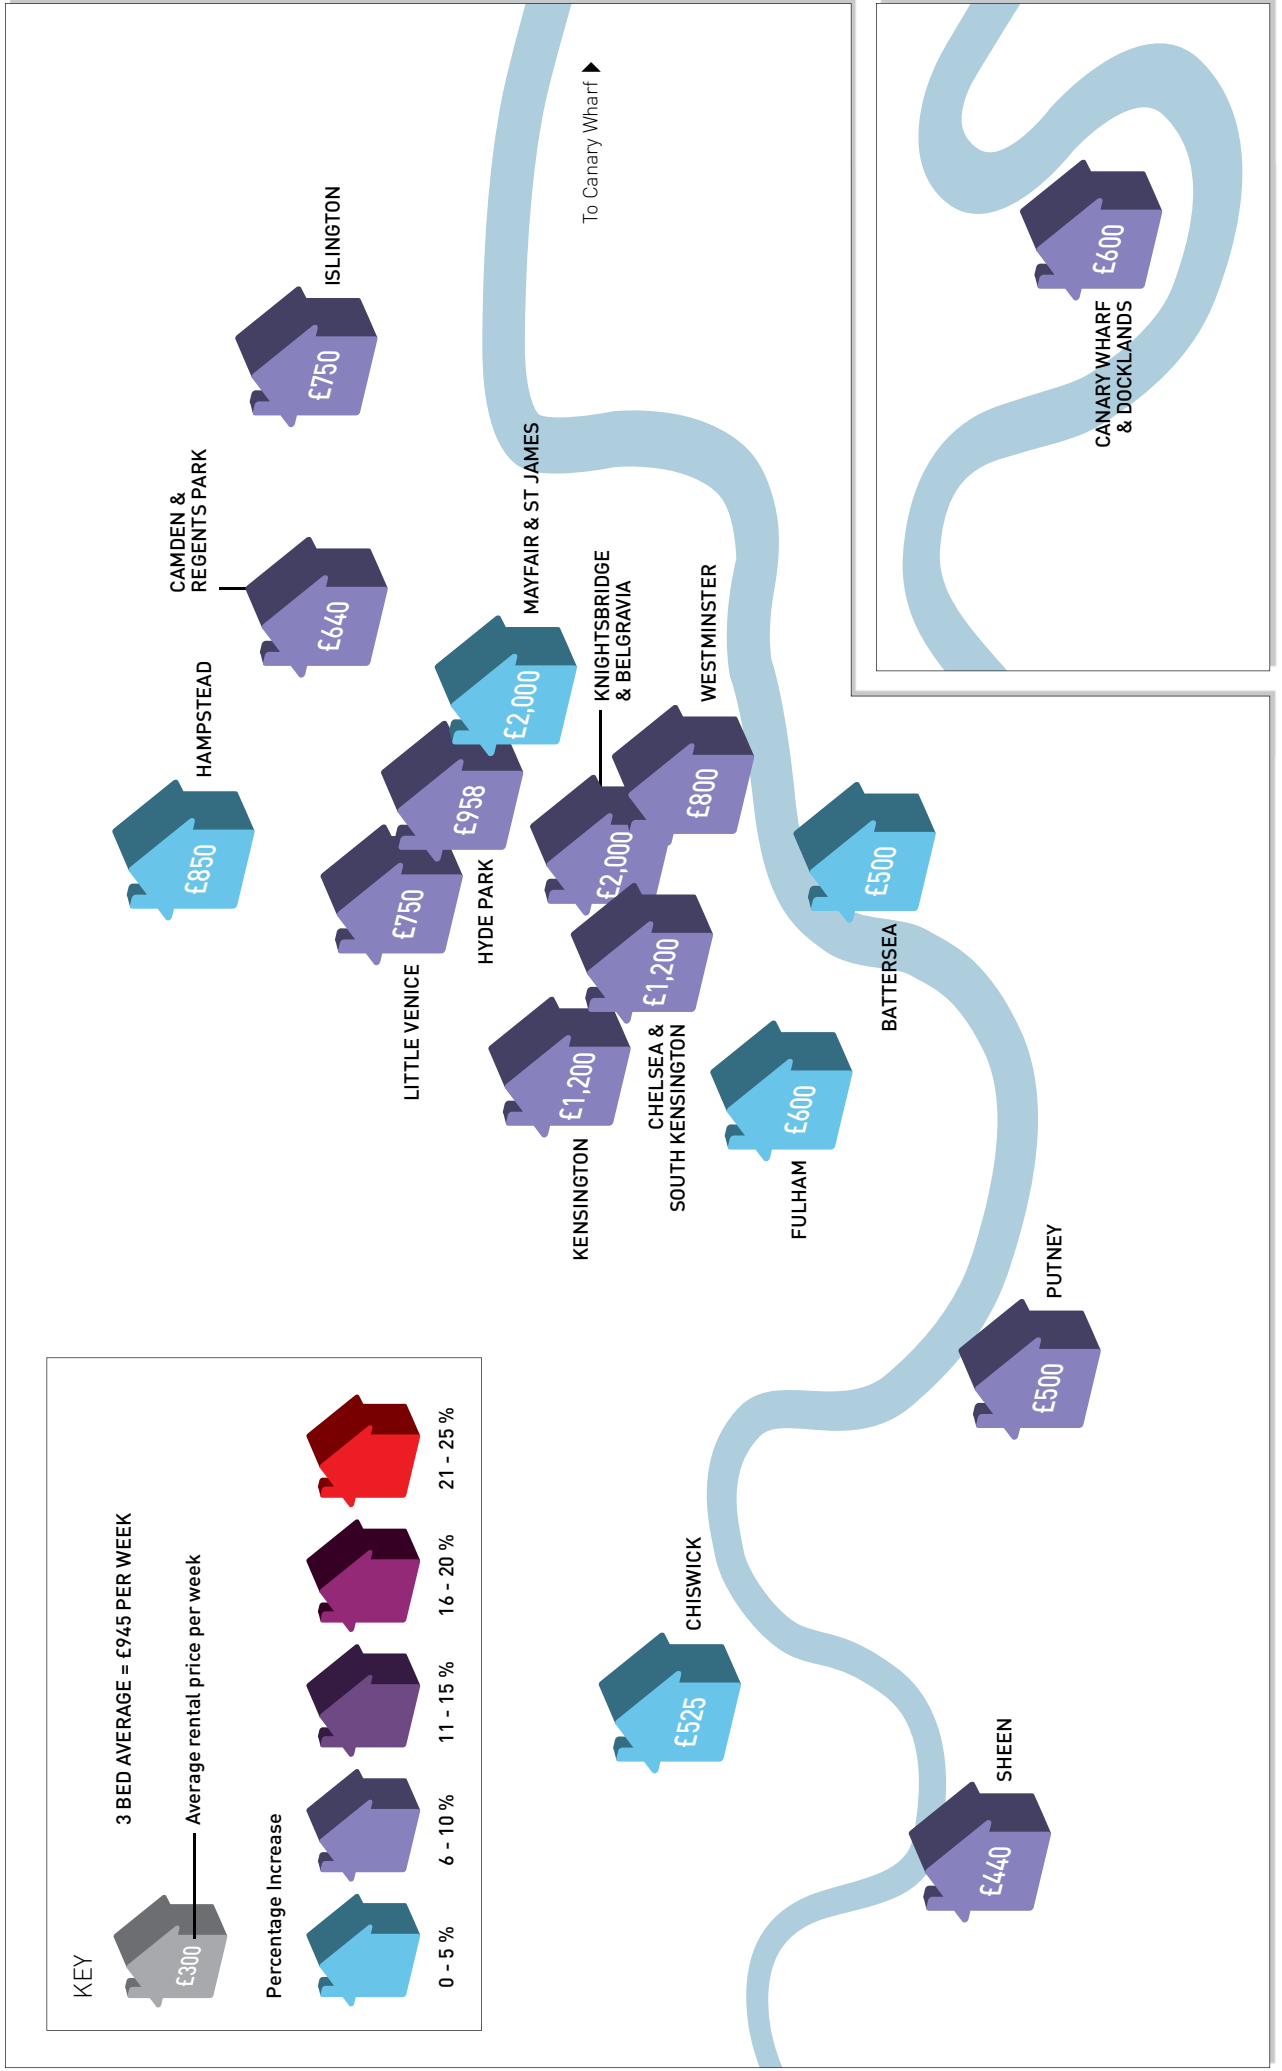 KEY
£300
3 BED AVERAGE = £945 PER WEEK
Average rental price per week
Percentage Increase
0 - 5 %
6 - 10 %
11 - 15 %
16 - 20 %
21 - 25 %
HAMPSTEAD
£850
CAMDEN &
REGENTS PARK
£640
ISLINGTON
£750
LITTLE VENICE
£750
HYDE PARK
£958
MAYFAIR & ST JAMES
£2,000
KNIGHTSBRIDGE
& BELGRAVIA
£2,000
WESTMINSTER
£800
KENSINGTON
£1,200
CHELSEA &
SOUTH KENSINGTON
£1,200
FULHAM
£600
BATTERSEA
£500
CHISWICK
£525
PUTNEY
£500
SHEEN
£440
To Canary Wharf
CANARY WHARF
& DOCKLANDS
£600